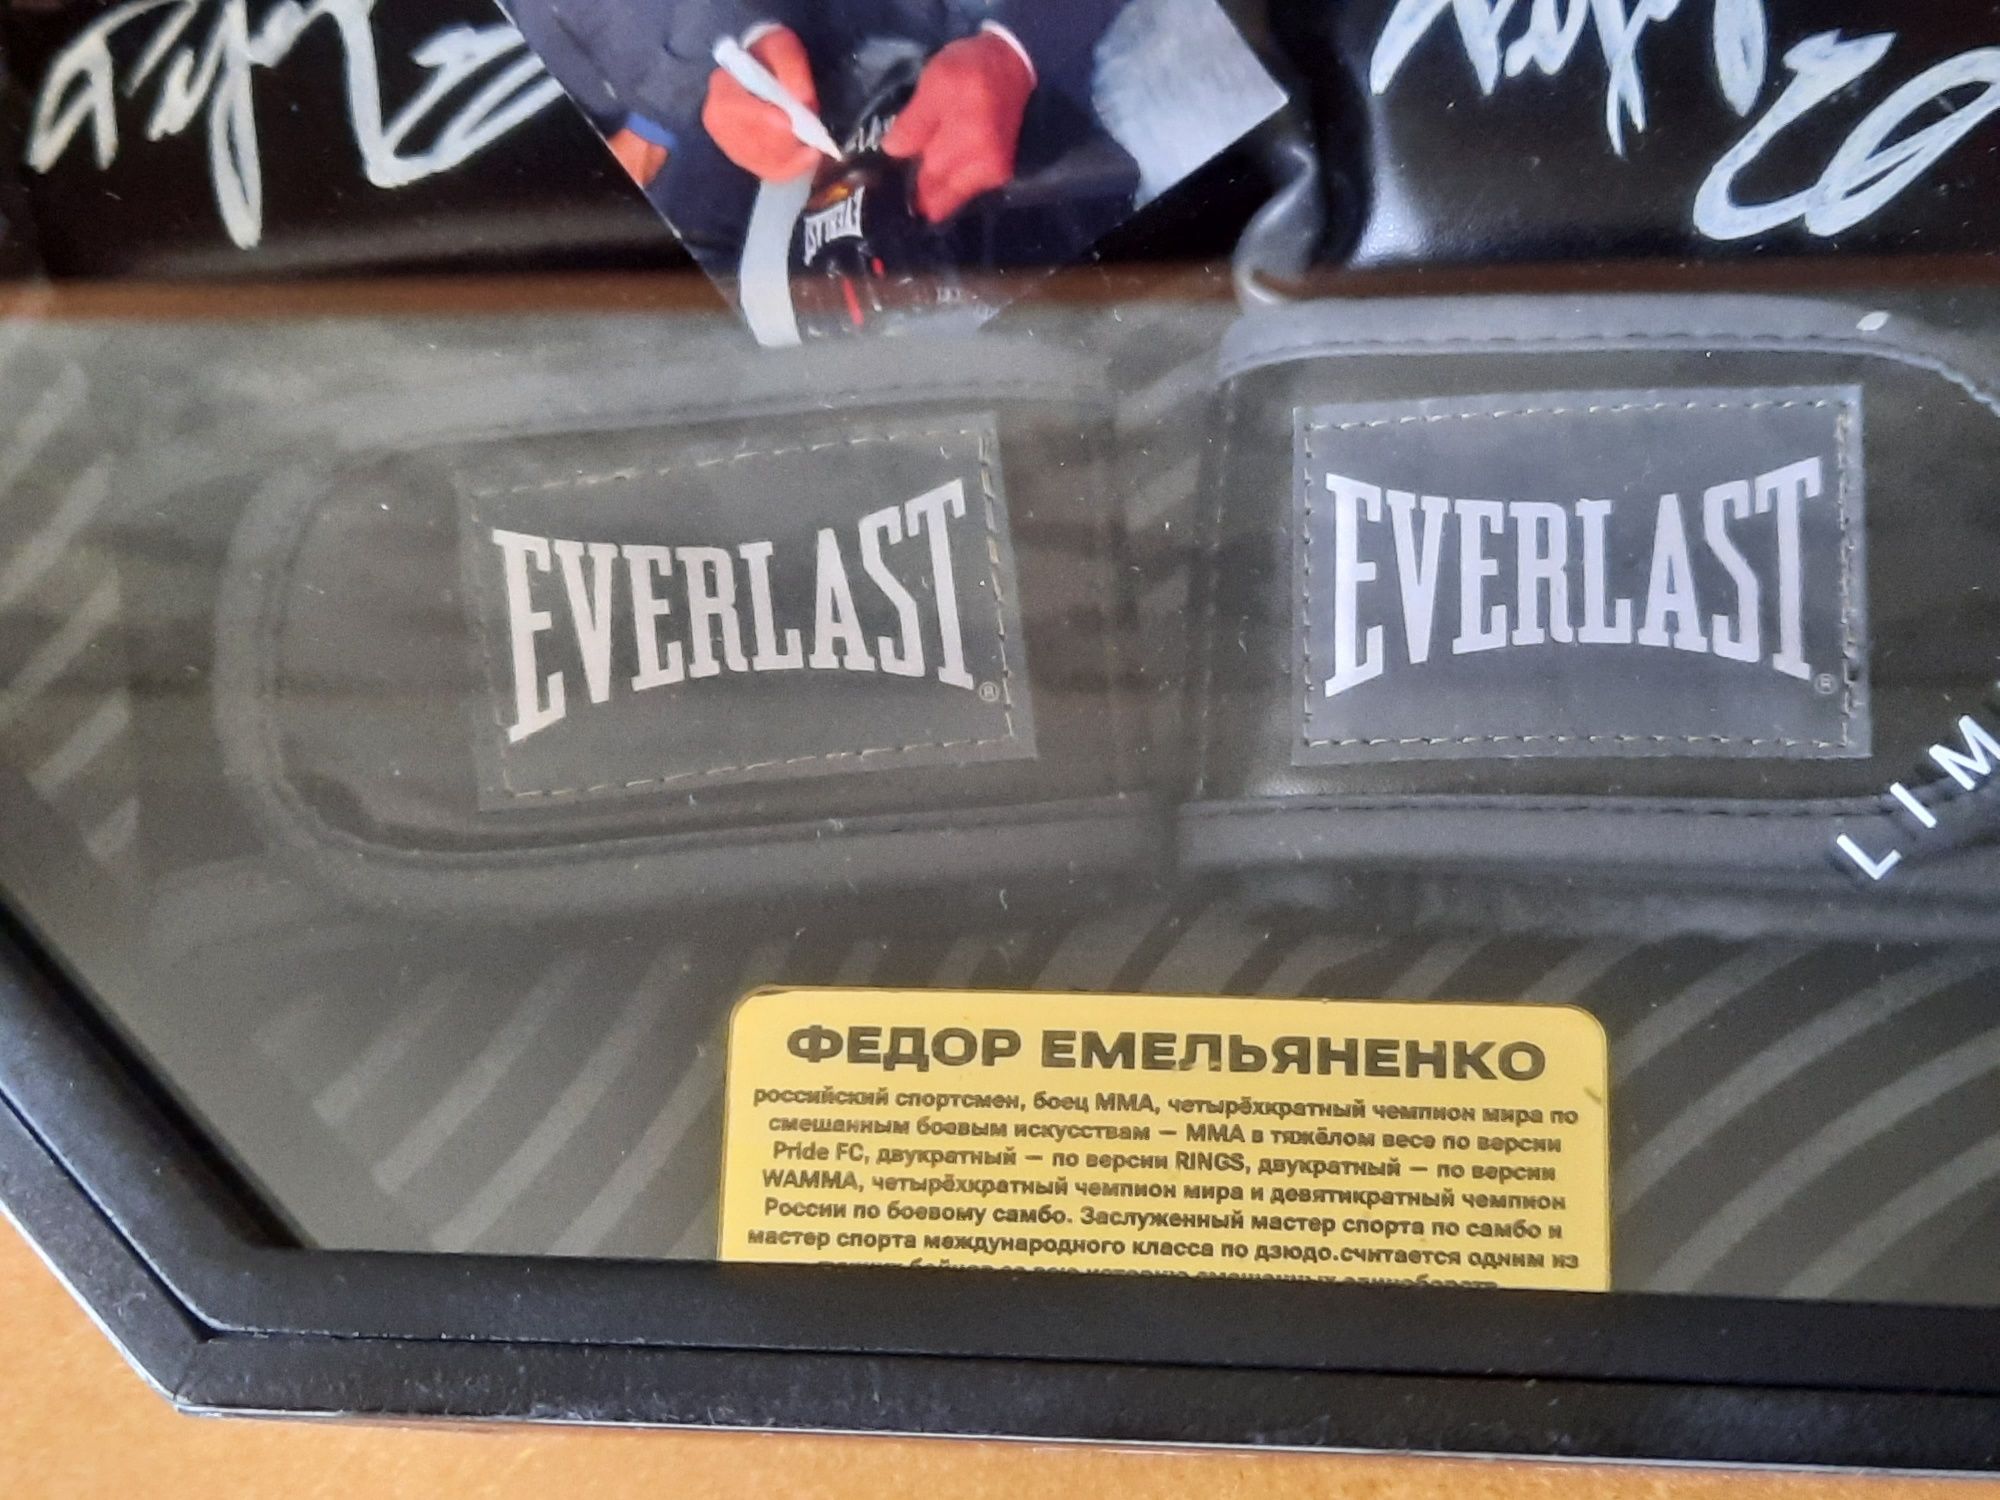 EVERLAST
EVERLAST ®
EVERLAST ®
LIM
ФЕДОР ЕМЕЛЬЯНЕНКО
российский спортсмен, боец ММА, четырёхкратный чемпион мира по
смешанным боевым искусствам — ММА в тяжёлом весе по версии
Pride FC, двукратный — по версии RINGS, двукратный — по версии
WAMMA, четырёхкратный чемпион мира и девятикратный чемпион
России по боевому самбо. Заслуженный мастер спорта по самбо и
мастер спорта международного класса по дзюдо.считается одним из